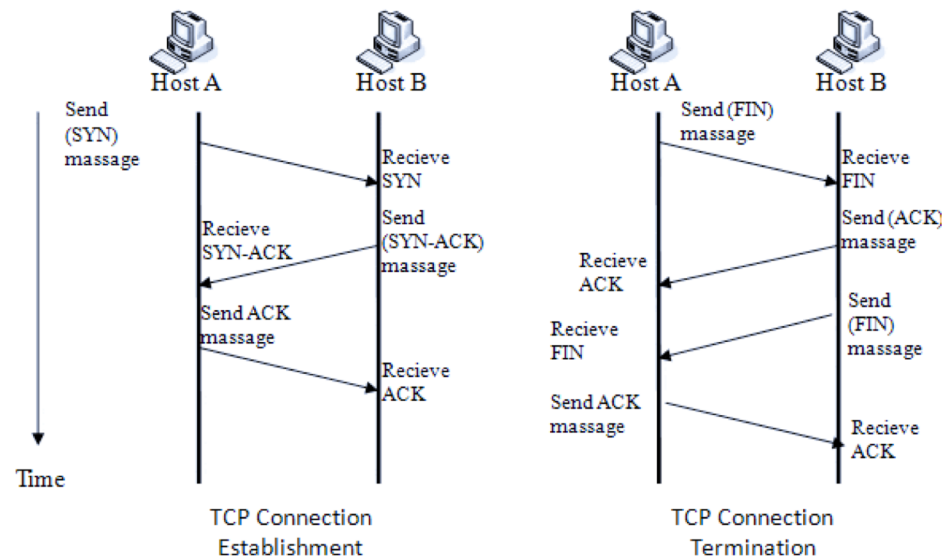 Host A
Host B
Send
(SYN)
massage
Recieve
SYN
Send
(SYN-ACK)
massage
Recieve
SYN-ACK
Send ACK
massage
Recieve
ACK
Time
TCP Connection
Establishment
Host A
Host B
Send (FIN)
massage
Recieve
FIN
Send (ACK)
massage
Recieve
ACK
Send
(FIN)
massage
Recieve
FIN
Send ACK
massage
Recieve
ACK
TCP Connection
Termination